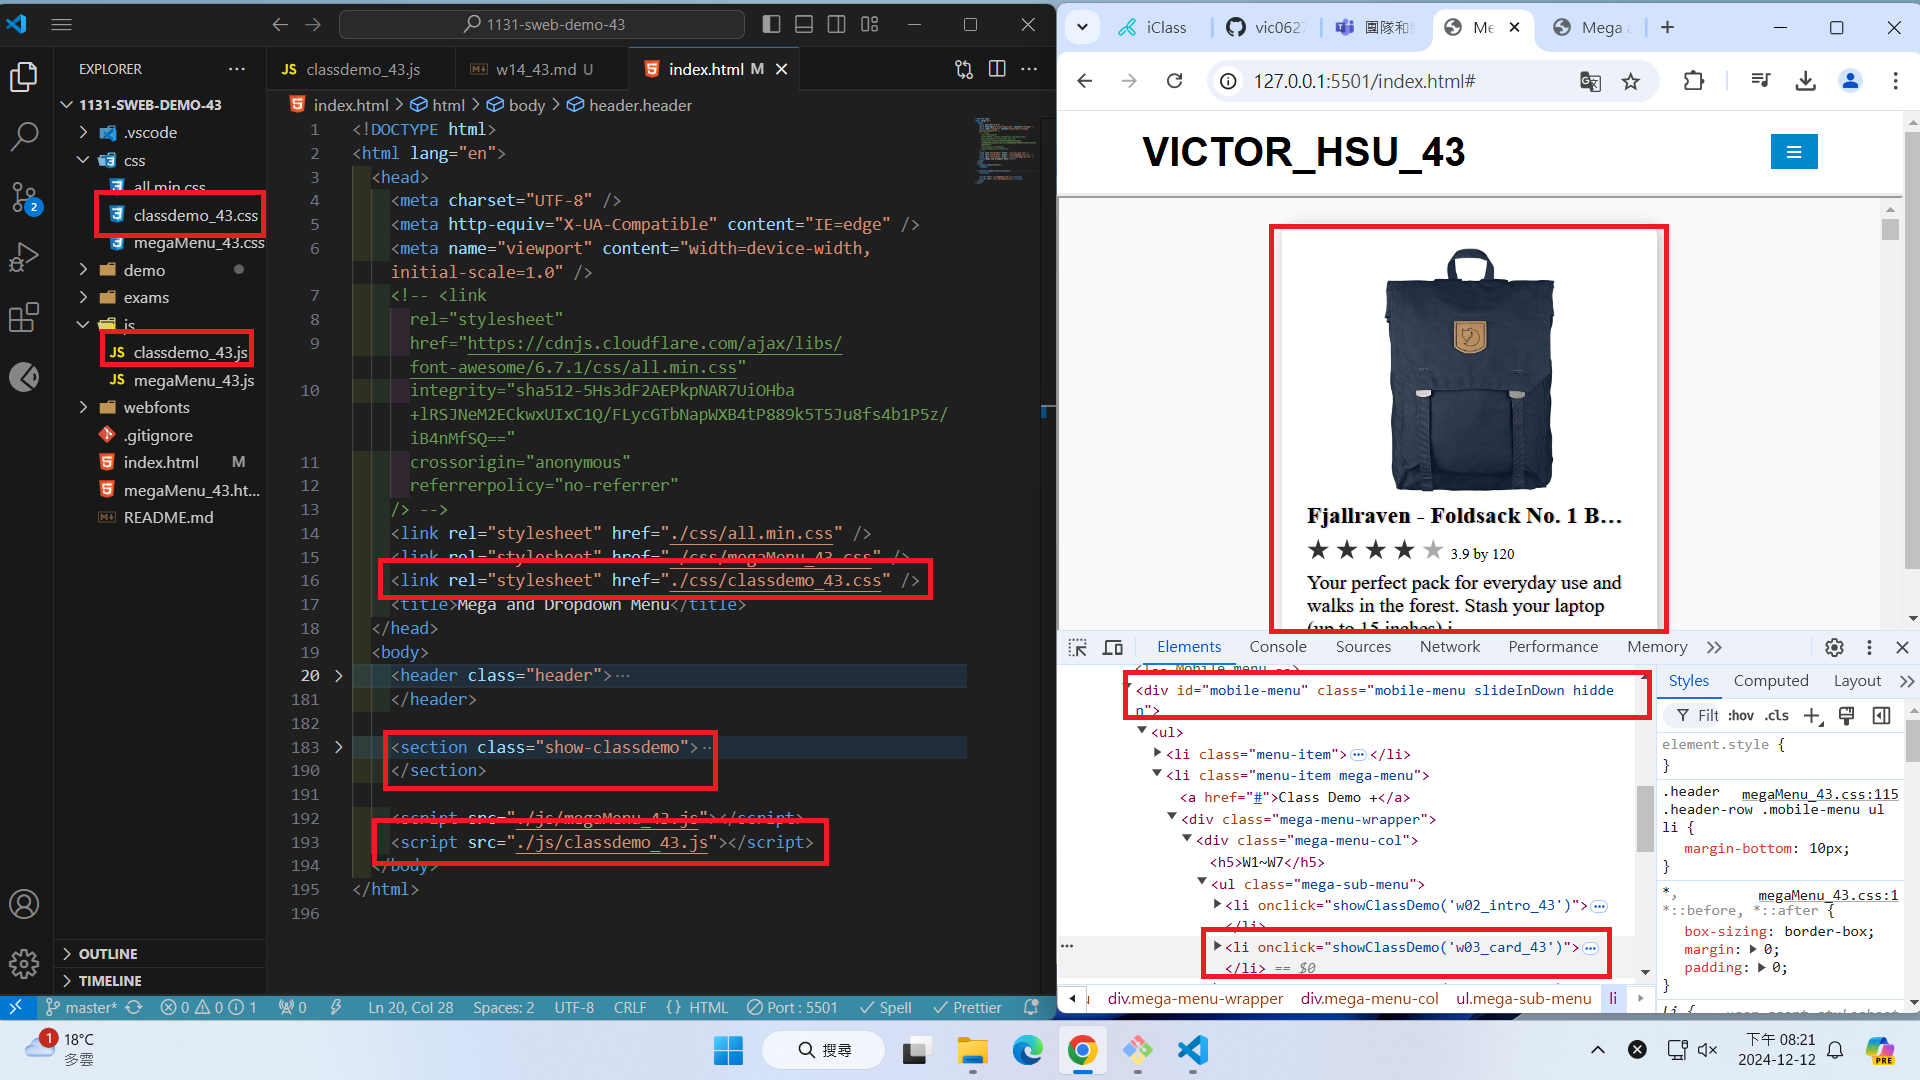 1131-sweb-demo-43
EXPLORER
1131-SWEB-DEMO-43
.vscode
css
all.min.css
classdemo_43.css
megaMenu_43.css
demo
exams
js
JS classdemo_43.js
JS megaMenu_43.js
webfonts
.gitignore
index.html M
megaMenu_43.ht...
README.md
OUTLINE
TIMELINE
2
JS classdemo_43.js
w14_43.md U
index.html M
index.html > html > body > header.header
1 <!DOCTYPE html>
2 <html lang="en">
3 <head>
4 <meta charset="UTF-8" />
5 <meta http-equiv="X-UA-Compatible" content="IE=edge" />
6 <meta name="viewport" content="width=device-width,
initial-scale=1.0" />
7 <!-- <link
8 rel="stylesheet"
9 href="https://cdnjs.cloudflare.com/ajax/libs/
font-awesome/6.7.1/css/all.min.css"
10 integrity="sha512-5Hs3dF2AEPkpNAR7UiOHba
+lRSJNeM2ECkwxUIxC1Q/FLycGTbNapWXB4tP889k5T5Ju8fs4b1P5z/
iB4nMfSQ=="
11 crossorigin="anonymous"
12 referrerpolicy="no-referrer"
13 /> -->
14 <link rel="stylesheet" href="./css/all.min.css" />
15 <link rel="stylesheet" href="./css/megaMenu_43.css" />
16 <link rel="stylesheet" href="./css/classdemo_43.css" />
17 <title>Mega and Dropdown Menu</title>
18 </head>
19 <body>
20 <header class="header">…
181 </header>
182
183 <section class="show-classdemo">..
190 </section>
191
192 <script src="./js/megaMenu_43.js"></script>
193 <script src="./js/classdemo_43.js"></script>
194 </body>
195 </html>
196
master* 0 0 1 0 Ln 20, Col 28 Spaces: 2 UTF-8 CRLF {} HTML Port : 5501 Spell Prettier
iClass
vic0627
團隊和
Me
Mega a
127.0.0.1:5501/index.html#
VICTOR_HSU_43
Fjallraven - Foldsack No. 1 B...
3.9 by 120
Your perfect pack for everyday use and
walks in the forest. Stash your laptop
(up to 15 inches) i
Elements Console Sources Network Performance Memory
<!-- Mobile menu -->
<div id="mobile-menu" class="mobile-menu slideInDown hidde
n">
<ul>
<li class="menu-item">…</li>
<li class="menu-item mega-menu">
<a href="#">Class Demo +</a>
<div class="mega-menu-wrapper">
<div class="mega-menu-col">
<h5>W1~W7</h5>
<ul class="mega-sub-menu">
<li onclick="showClassDemo('w02_intro_43')">…
</li>
<li onclick="showClassDemo('w03_card_43')">…
</li> == $0
div.mega-menu-wrapper div.mega-menu-col ul.mega-sub-menu li
Styles Computed Layout
Filt :hov .cls
element.style {
}
.header megaMenu_43.css:115
.header-row .mobile-menu ul
li {
margin-bottom: 10px;
}
*, megaMenu_43.css:1
*::before, *::after {
box-sizing: border-box;
margin: 0;
padding: 0;
}
li { user agent stylesheet
1
18°C
多雲
搜尋
下午 08:21
2024-12-12
PRE